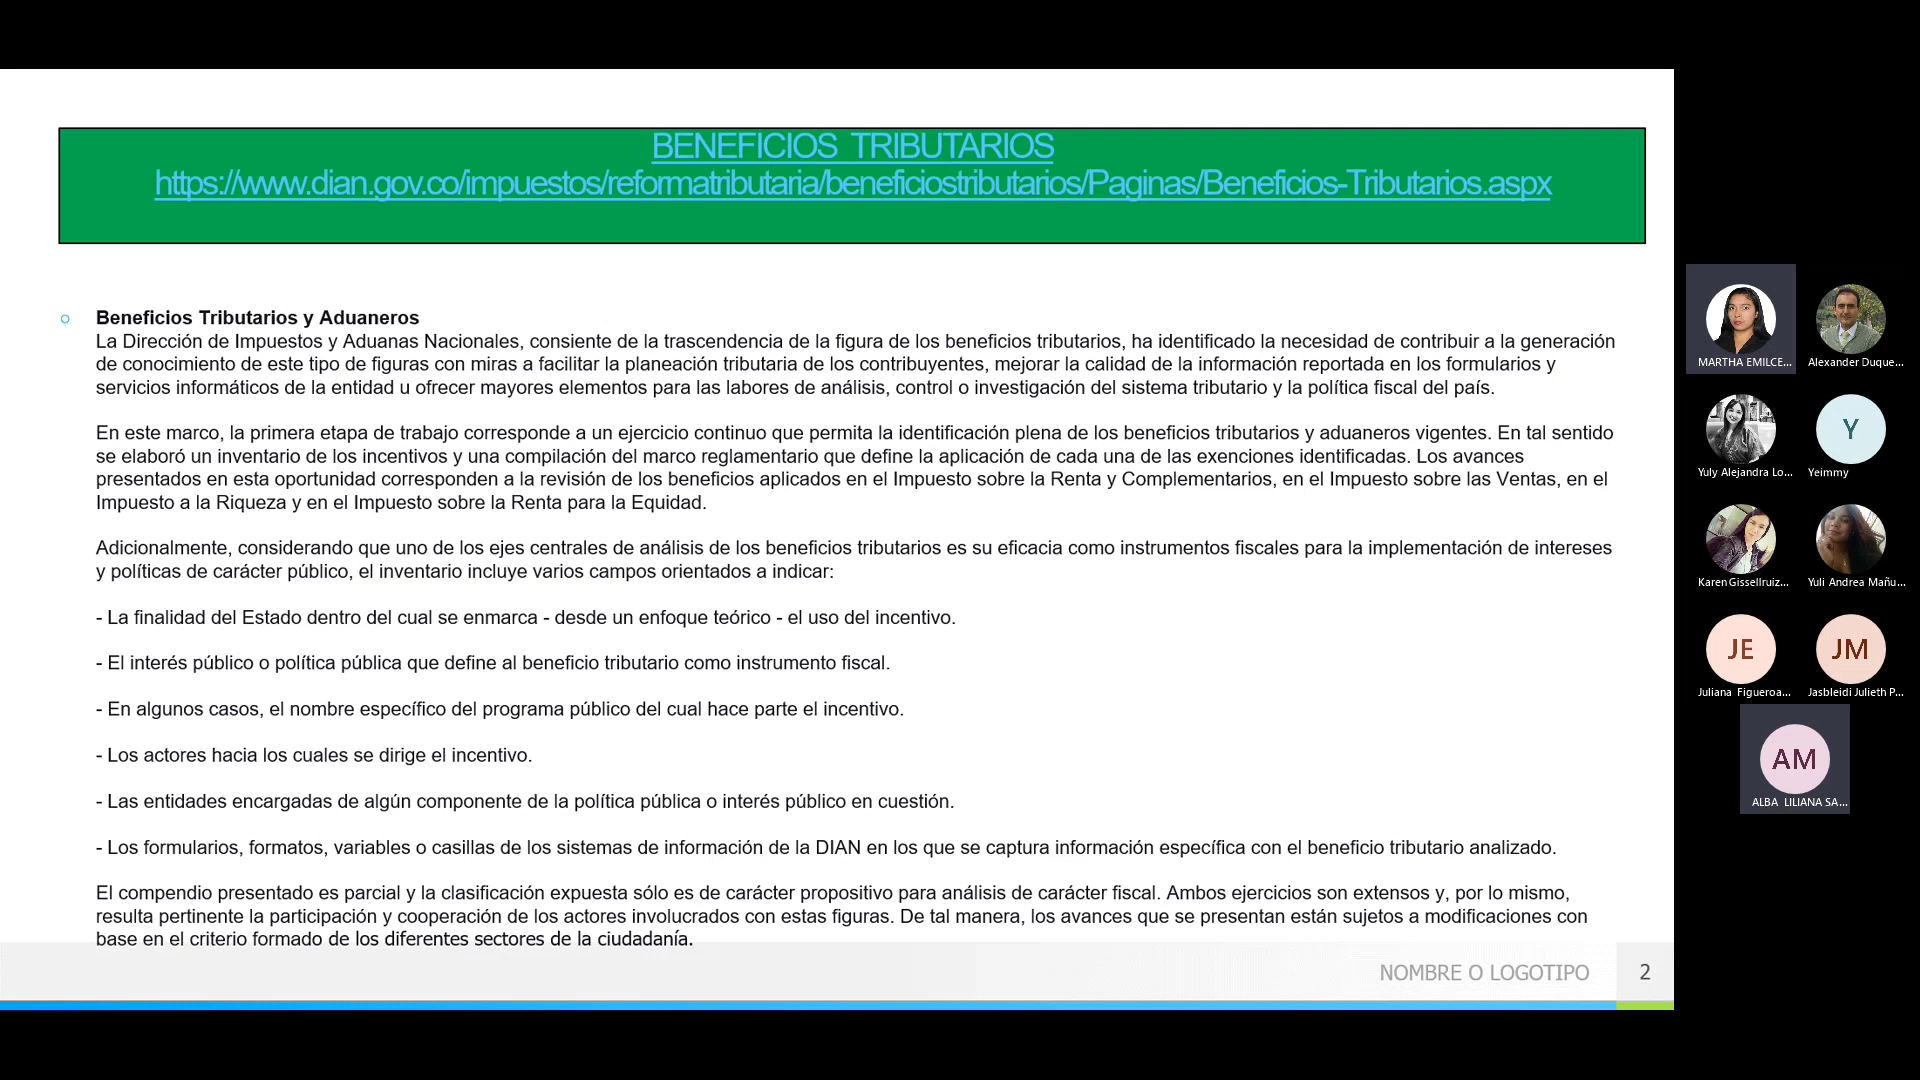 BENEFICIOS TRIBUTARIOS
https://www.dian.gov.co/impuestos/reformatributaria/beneficiostributarios/Paginas/Beneficios-Tributarios.aspx
Beneficios Tributarios y Aduaneros
La Dirección de Impuestos y Aduanas Nacionales, consiente de la trascendencia de la figura de los beneficios tributarios, ha identificado la necesidad de contribuir a la generación
de conocimiento de este tipo de figuras con miras a facilitar la planeación tributaria de los contribuyentes, mejorar la calidad de la información reportada en los formularios y
servicios informáticos de la entidad u ofrecer mayores elementos para las labores de análisis, control o investigación del sistema tributario y la política fiscal del país.
En este marco, la primera etapa de trabajo corresponde a un ejercicio continuo que permita la identificación plena de los beneficios tributarios y aduaneros vigentes. En tal sentido
se elaboró un inventario de los incentivos y una compilación del marco reglamentario que define la aplicación de cada una de las exenciones identificadas. Los avances
presentados en esta oportunidad corresponden a la revisión de los beneficios aplicados en el Impuesto sobre la Renta y Complementarios, en el Impuesto sobre las Ventas, en el
Impuesto a la Riqueza y en el Impuesto sobre la Renta para la Equidad.
Adicionalmente, considerando que uno de los ejes centrales de análisis de los beneficios tributarios es su eficacia como instrumentos fiscales para la implementación de intereses
y políticas de carácter público, el inventario incluye varios campos orientados a indicar:
- La finalidad del Estado dentro del cual se enmarca - desde un enfoque teórico - el uso del incentivo.
- El interés público o política pública que define al beneficio tributario como instrumento fiscal.
- En algunos casos, el nombre específico del programa público del cual hace parte el incentivo.
- Los actores hacia los cuales se dirige el incentivo.
- Las entidades encargadas de algún componente de la política pública o interés público en cuestión.
- Los formularios, formatos, variables o casillas de los sistemas de información de la DIAN en los que se captura información específica con el beneficio tributario analizado.
El compendio presentado es parcial y la clasificación expuesta sólo es de carácter propositivo para análisis de carácter fiscal. Ambos ejercicios son extensos y, por lo mismo,
resulta pertinente la participación y cooperación de los actores involucrados con estas figuras. De tal manera, los avances que se presentan están sujetos a modificaciones con
base en el criterio formado de los diferentes sectores de la ciudadanía.
NOMBRE O LOGOTIPO
2
MARTHA EMILCE...
Alexander Duque...
Y
Yuly Alejandra Lo...
Yeimmy
Karen Gissellruiz...
Yuli Andrea Mañu...
JE
JM
Juliana Figueroa...
Jasbleidi Julieth P...
AM
ALBA LILIANA SA...